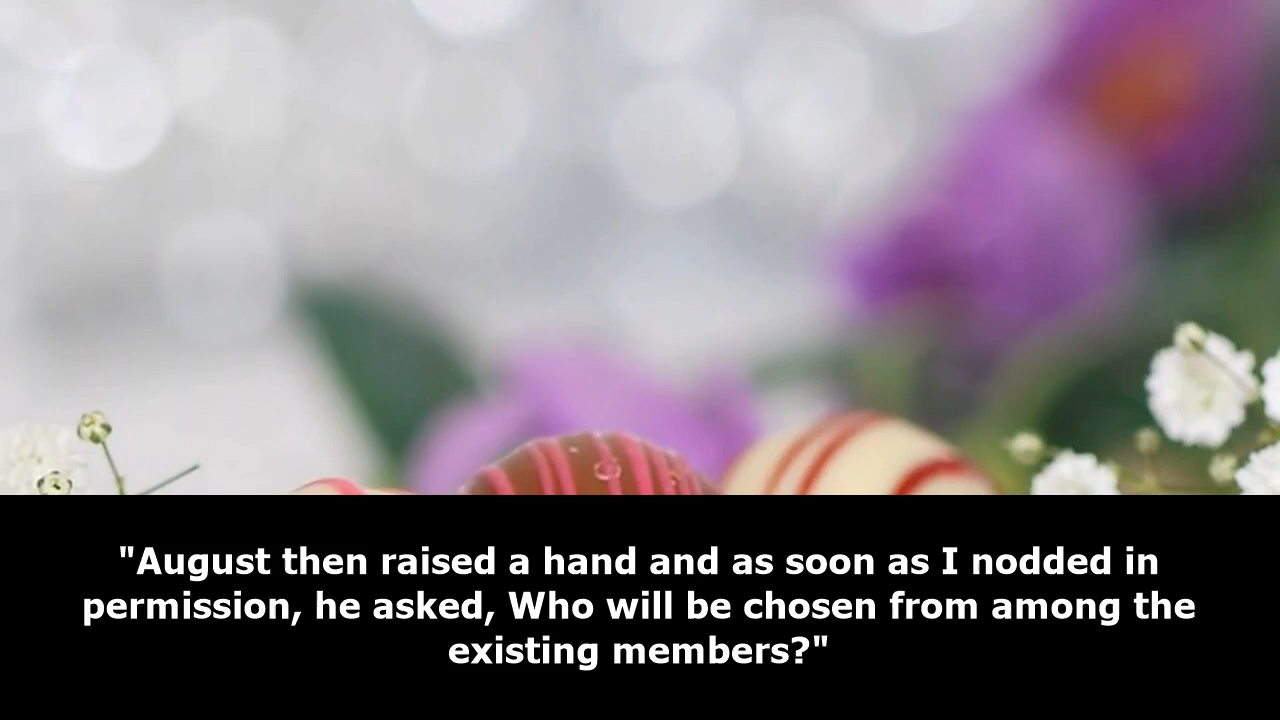 "August then raised a hand and as soon as I nodded in
permission, he asked, Who will be chosen from among the
existing members?"